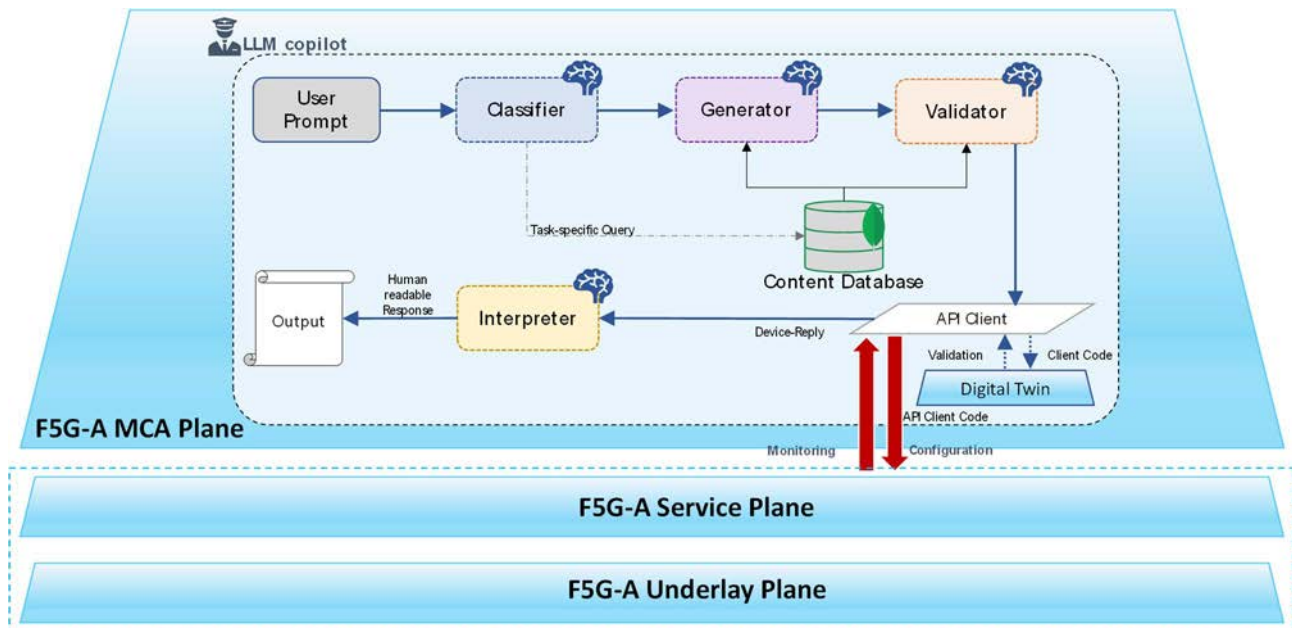 LLM copilot
User
Prompt
Classifier
Generator
Validator
Task-specific Query
Content Database
Human
readable
Response
Output
Interpreter
Device-Reply
API Client
Validation
Client Code
Digital Twin
API Client Code
F5G-A MCA Plane
Monitoring
Configuration
F5G-A Service Plane
F5G-A Underlay Plane